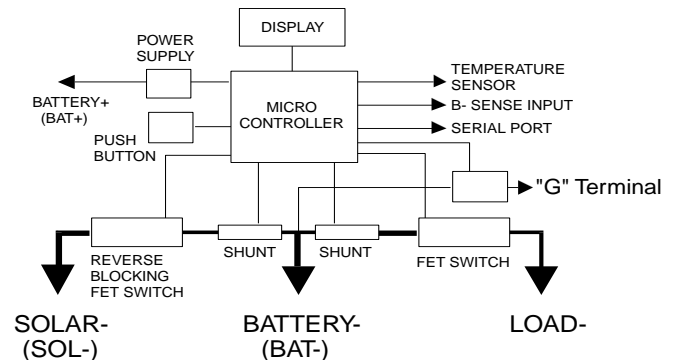 DISPLAY
POWER
SUPPLY
TEMPERATURE
SENSOR
BATTERY+
(BAT+)
MICRO
CONTROLLER
B- SENSE INPUT
SERIAL PORT
PUSH
BUTTON
"G" Terminal
REVERSE
BLOCKING
FET SWITCH
SHUNT
SHUNT
FET SWITCH
SOLAR-
(SOL-)
BATTERY-
(BAT-)
LOAD-